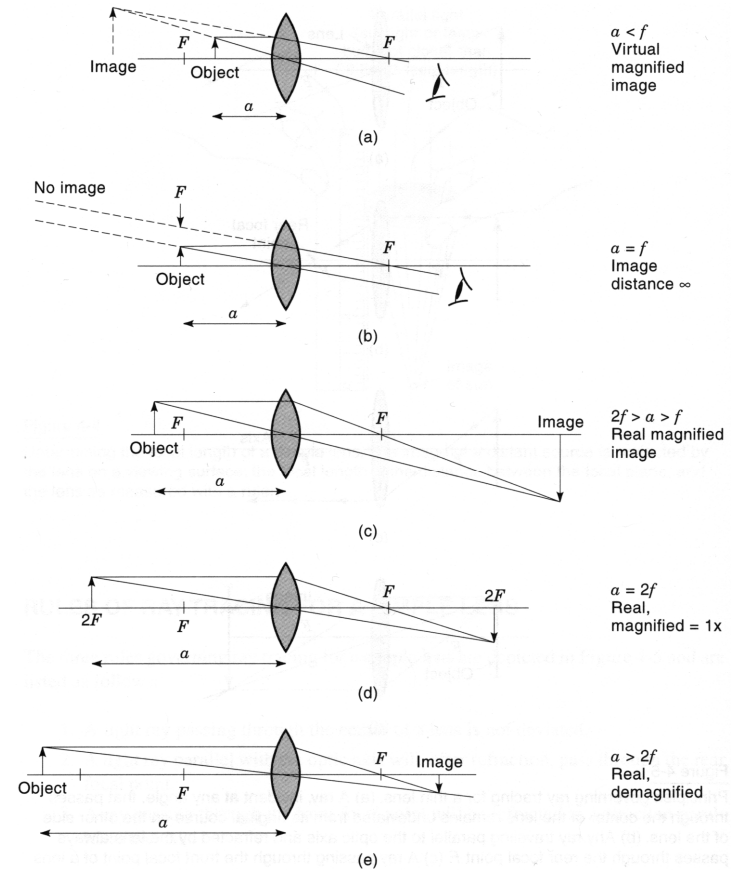 F
F
Image
Object
a
a < f
Virtual
magnified
image
(a)
No image
F
F
Object
a
a = f
Image
distance ∞
(b)
F
F
Object
Image
a
2f > a > f
Real magnified
image
(c)
F
2F
2F
F
a
a = 2f
Real,
magnified = 1x
(d)
F
Image
Object
F
a
a > 2f
Real,
demagnified
(e)